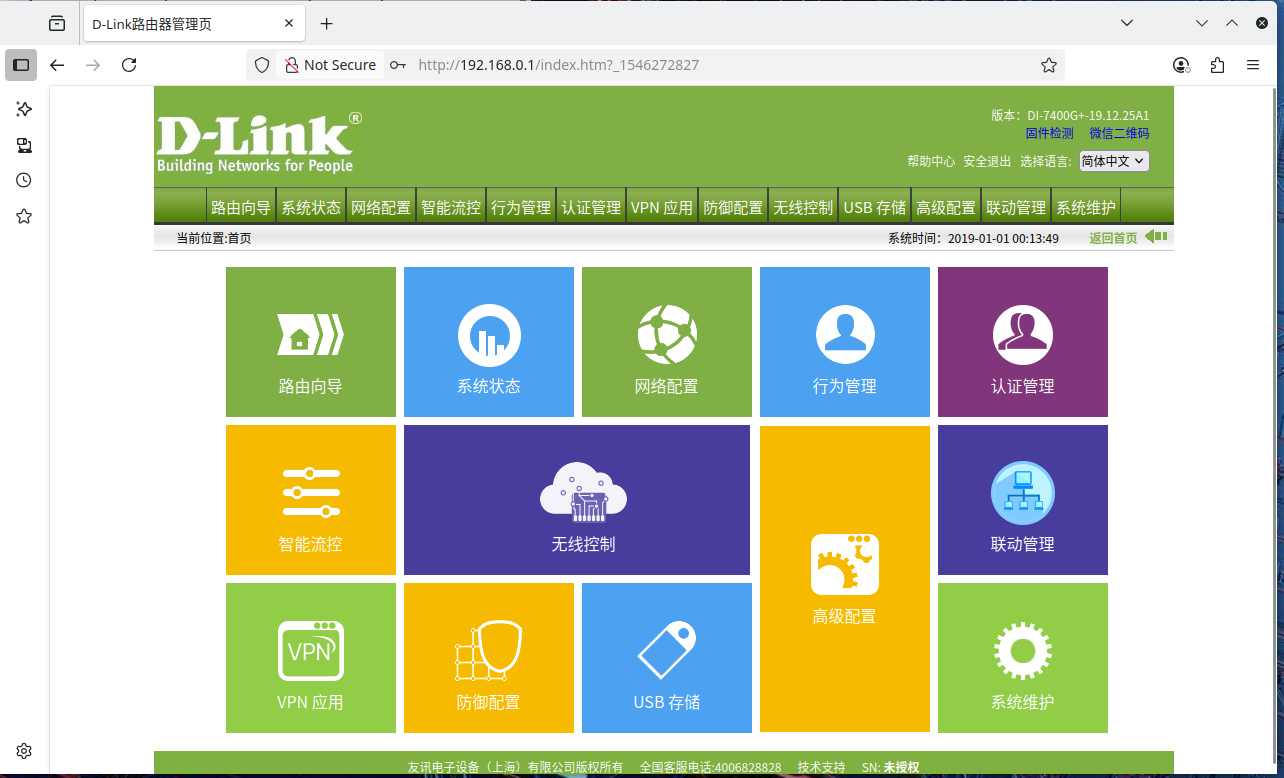 D-Link路由器管理页
Not Secure
http://192.168.0.1/index.htm?_1546272827
D-Link®
Building Networks for People
版本：DI-7400G+-19.12.25A1
固件检测 微信二维码
帮助中心 安全退出 选择语言: 简体中文
路由向导 系统状态 网络配置 智能流控 行为管理 认证管理 VPN 应用 防御配置 无线控制 USB 存储 高级配置 联动管理 系统维护
当前位置:首页 系统时间：2019-01-01 00:13:49 返回首页
路由向导 系统状态 网络配置 行为管理 认证管理
智能流控 无线控制 联动管理
高级配置
VPN
VPN 应用 防御配置 USB 存储 系统维护
友讯电子设备（上海）有限公司版权所有 全国客服电话:4006828828 技术支持 SN: 未授权